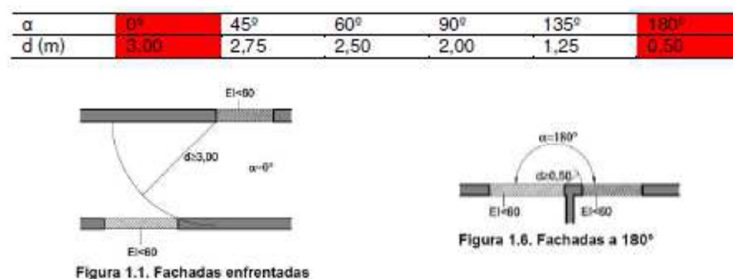 α 0º 45º 60º 90º 135º 180º
d (m) 3,00 2,75 2,50 2,00 1,25 0,50
EI<60
d≥3,00
α=0º
EI<60
Figura 1.1. Fachadas enfrentadas
α=180º
d≥0,50
EI<60 EI<60
Figura 1.6. Fachadas a 180º